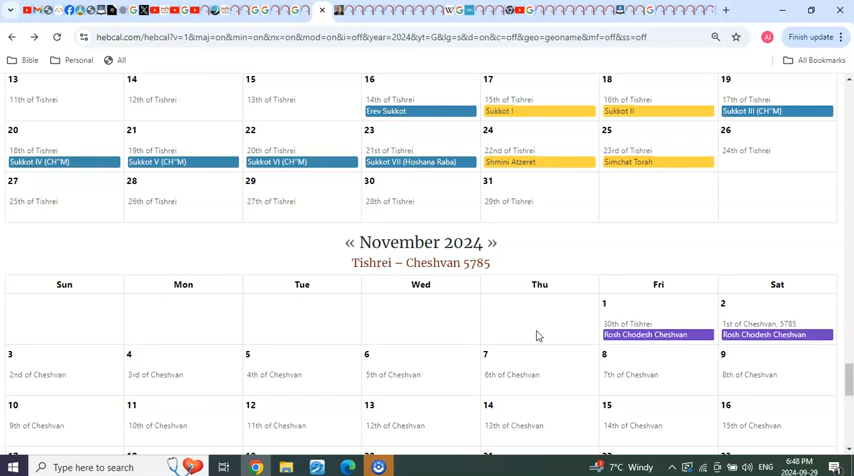 Finish update
hebcal.com/hebcal?v=1&maj=on&min=on&nx=on&mod=on&i=off&year=2024&yt=G&lg=s&d=on&c=off&geo=geoname&mf=off&ss=off
AI
Bible Personal All All Bookmarks
13 14 15 16 17 18 19
11th of Tishrei 12th of Tishrei 13th of Tishrei 14th of Tishrei 15th of Tishrei 16th of Tishrei 17th of Tishrei
Erev Sukkot Sukkot I Sukkot II Sukkot III (CH''M)
20 21 22 23 24 25 26
18th of Tishrei 19th of Tishrei 20th of Tishrei 21st of Tishrei 22nd of Tishrei 23rd of Tishrei 24th of Tishrei
Sukkot IV (CH''M) Sukkot V (CH''M) Sukkot VI (CH''M) Sukkot VII (Hoshana Raba) Shmini Atzeret Simchat Torah
27 28 29 30 31
25th of Tishrei 26th of Tishrei 27th of Tishrei 28th of Tishrei 29th of Tishrei
« November 2024 »
Tishrei – Cheshvan 5785
Sun Mon Tue Wed Thu Fri Sat
1 2
30th of Tishrei 1st of Cheshvan, 5785
Rosh Chodesh Cheshvan Rosh Chodesh Cheshvan
3 4 5 6 7 8 9
2nd of Cheshvan 3rd of Cheshvan 4th of Cheshvan 5th of Cheshvan 6th of Cheshvan 7th of Cheshvan 8th of Cheshvan
10 11 12 13 14 15 16
9th of Cheshvan 10th of Cheshvan 11th of Cheshvan 12th of Cheshvan 13th of Cheshvan 14th of Cheshvan 15th of Cheshvan
Type here to search 7°C Windy ENG 6:48 PM
2024-09-29